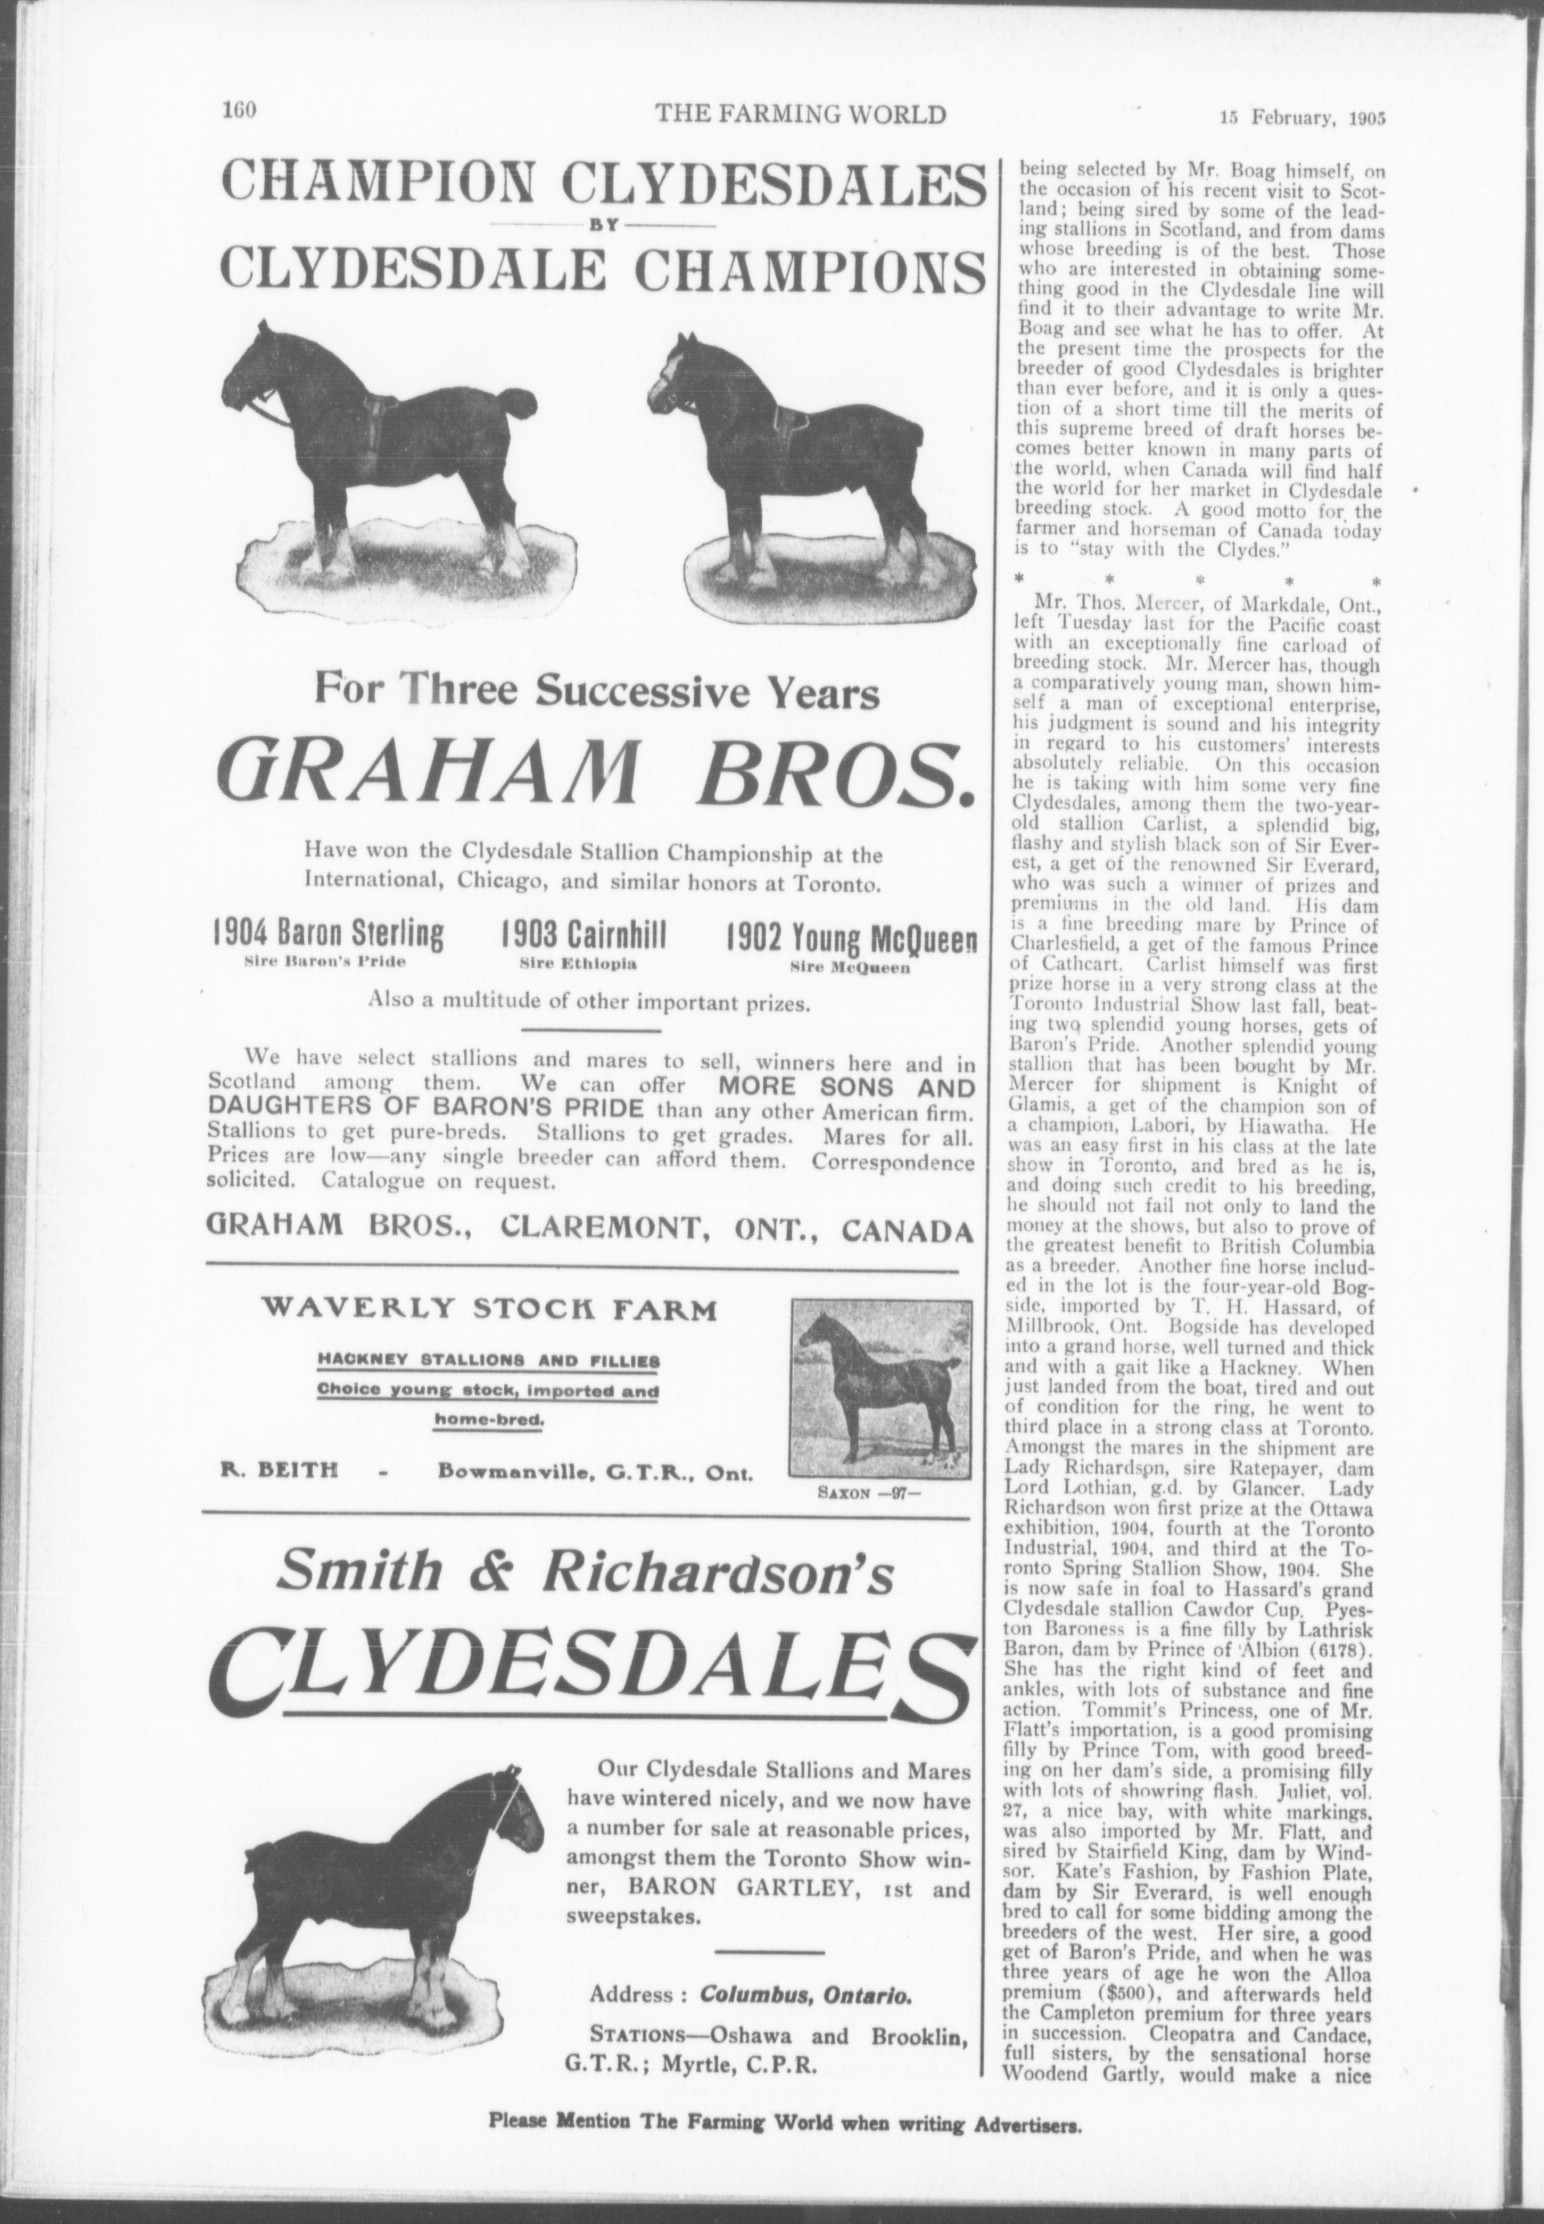 160
THE FARMING WORLD
15 February, 1905
CHAMPION CLYDESDALES
BY
CLYDESDALE CHAMPIONS
For Three Successive Years
GRAHAM BROS.
Have won the Clydesdale Stallion Championship at the
International, Chicago, and similar honors at Toronto.
1904 Baron Sterling
Sire Baron's Pride
1903 Cairnhill
Sire Ethiopia
1902 Young McQueen
Sire McQueen
Also a multitude of other important prizes.
We have select stallions and mares to sell, winners here and in
Scotland among them. We can offer MORE SONS AND
DAUGHTERS OF BARON'S PRIDE than any other American firm.
Stallions to get pure-breds. Stallions to get grades. Mares for all.
Prices are low—any single breeder can afford them. Correspondence
solicited. Catalogue on request.
GRAHAM BROS., CLAREMONT, ONT., CANADA
WAVERLY STOCK FARM
HACKNEY STALLIONS AND FILLIES
Choice young stock, imported and
home-bred.
R. BEITH - Bowmanville, G.T.R., Ont.
SAXON —97—
Smith & Richardson's
CLYDESDALES
Our Clydesdale Stallions and Mares
have wintered nicely, and we now have
a number for sale at reasonable prices,
amongst them the Toronto Show win-
ner, BARON GARTLEY, 1st and
sweepstakes.
Address : Columbus, Ontario.
STATIONS—Oshawa and Brooklin,
G.T.R.; Myrtle, C.P.R.
being selected by Mr. Boag himself, on
the occasion of his recent visit to Scot-
land; being sired by some of the lead-
ing stallions in Scotland, and from dams
whose breeding is of the best. Those
who are interested in obtaining some-
thing good in the Clydesdale line will
find it to their advantage to write Mr.
Boag and see what he has to offer. At
the present time the prospects for the
breeder of good Clydesdales is brighter
than ever before, and it is only a ques-
tion of a short time till the merits of
this supreme breed of draft horses be-
comes better known in many parts of
the world, when Canada will find half
the world for her market in Clydesdale
breeding stock. A good motto for the
farmer and horseman of Canada today
is to "stay with the Clydes."
* * * * *
Mr. Thos. Mercer, of Markdale, Ont.,
left Tuesday last for the Pacific coast
with an exceptionally fine carload of
breeding stock. Mr. Mercer has, though
a comparatively young man, shown him-
self a man of exceptional enterprise,
his judgment is sound and his integrity
in regard to his customers' interests
absolutely reliable. On this occasion
he is taking with him some very fine
Clydesdales, among them the two-year-
old stallion Carlist, a splendid big,
flashy and stylish black son of Sir Ever-
est, a get of the renowned Sir Everard,
who was such a winner of prizes and
premiums in the old land. His dam
is a fine breeding mare by Prince of
Charlesfield, a get of the famous Prince
of Cathcart. Carlist himself was first
prize horse in a very strong class at the
Toronto Industrial Show last fall, beat-
ing two splendid young horses, gets of
Baron's Pride. Another splendid young
stallion that has been bought by Mr.
Mercer for shipment is Knight of
Glamis, a get of the champion son of
a champion, Labori, by Hiawatha. He
was an easy first in his class at the late
show in Toronto, and bred as he is,
and doing such credit to his breeding,
he should not fail not only to land the
money at the shows, but also to prove of
the greatest benefit to British Columbia
as a breeder. Another fine horse includ-
ed in the lot is the four-year-old Bog-
side, imported by T. H. Hassard, of
Millbrook, Ont. Bogside has developed
into a grand horse, well turned and thick
and with a gait like a Hackney. When
just landed from the boat, tired and out
of condition for the ring, he went to
third place in a strong class at Toronto.
Amongst the mares in the shipment are
Lady Richardson, sire Ratepayer, dam
Lord Lothian, g.d. by Glancer. Lady
Richardson won first prize at the Ottawa
exhibition, 1904, fourth at the Toronto
Industrial, 1904, and third at the To-
ronto Spring Stallion Show, 1904. She
is now safe in foal to Hassard's grand
Clydesdale stallion Cawdor Cup. Pyes-
ton Baroness is a fine filly by Lathrisk
Baron, dam by Prince of Albion (6178).
She has the right kind of feet and
ankles, with lots of substance and fine
action. Tommit's Princess, one of Mr.
Flatt's importation, is a good promising
filly by Prince Tom, with good breed-
ing on her dam's side, a promising filly
with lots of showring flash. Juliet, vol.
27, a nice bay, with white markings,
was also imported by Mr. Flatt, and
sired by Stairfield King, dam by Wind-
sor. Kate's Fashion, by Fashion Plate,
dam by Sir Everard, is well enough
bred to call for some bidding among the
breeders of the west. Her sire, a good
get of Baron's Pride, and when he was
three years of age he won the Alloa
premium ($500), and afterwards held
the Campleton premium for three years
in succession. Cleopatra and Candace,
full sisters, by the sensational horse
Woodend Gartly, would make a nice
Please Mention The Farming World when writing Advertisers.